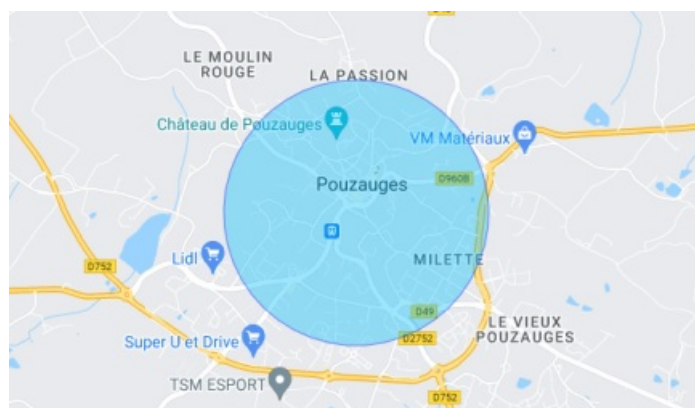 LE MOULIN
ROUGE
LA PASSION
Château de Pouzauges
VM Matériaux
Pouzauges
D960B
MILETTE
Lidl
D752
D49
LE VIEUX
POUZAUGES
D2752
Super U et Drive
TSM ESPORT
D752